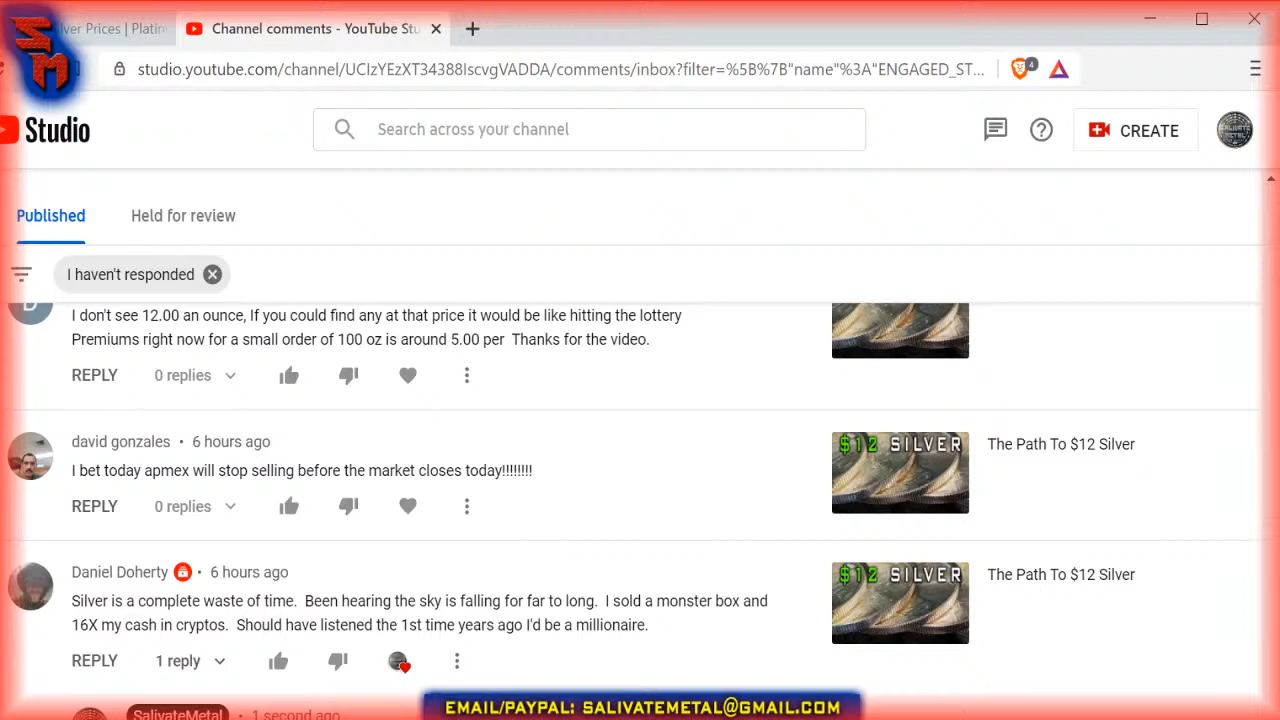 SM
lver Prices | Platin
Channel comments - YouTube Stu
studio.youtube.com/channel/UClzYEzXT34388lscvgVADDA/comments/inbox?filter=%5B%7B"name"%3A"ENGAGED_ST...
4
Studio
Search across your channel
CREATE
Published
Held for review
I haven't responded
I don't see 12.00 an ounce, If you could find any at that price it would be like hitting the lottery
Premiums right now for a small order of 100 oz is around 5.00 per Thanks for the video.
REPLY 0 replies
david gonzales • 6 hours ago
I bet today apmex will stop selling before the market closes today!!!!!!!!
$12 SILVER
The Path To $12 Silver
REPLY 0 replies
Daniel Doherty • 6 hours ago
Silver is a complete waste of time. Been hearing the sky is falling for far to long. I sold a monster box and
16X my cash in cryptos. Should have listened the 1st time years ago I'd be a millionaire.
$12 SILVER
The Path To $12 Silver
REPLY 1 reply
SalivateMetal • 1 second ago
EMAIL/PAYPAL: SALIVATEMETAL@GMAIL.COM